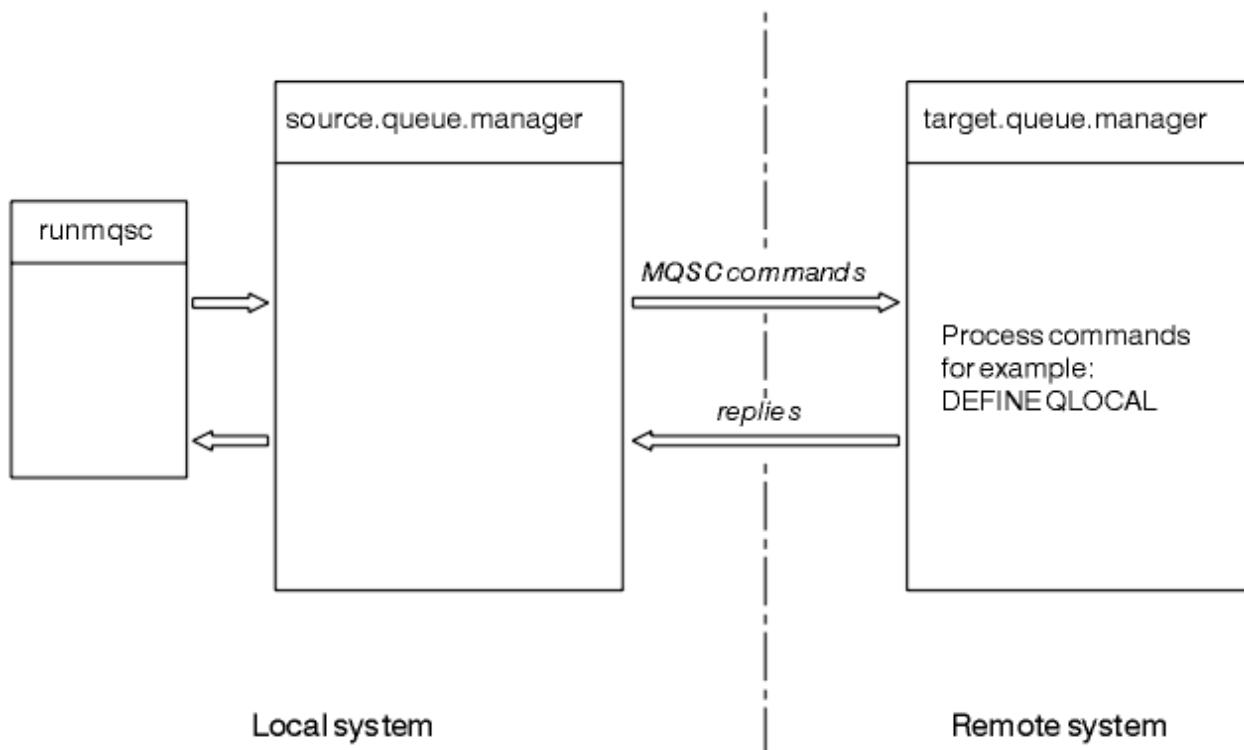 source.queue.manager
target.queue.manager
runmqsc
MQSC commands
Process commands
for example:
DEFINE QLOCAL
replies
Local system
Remote system